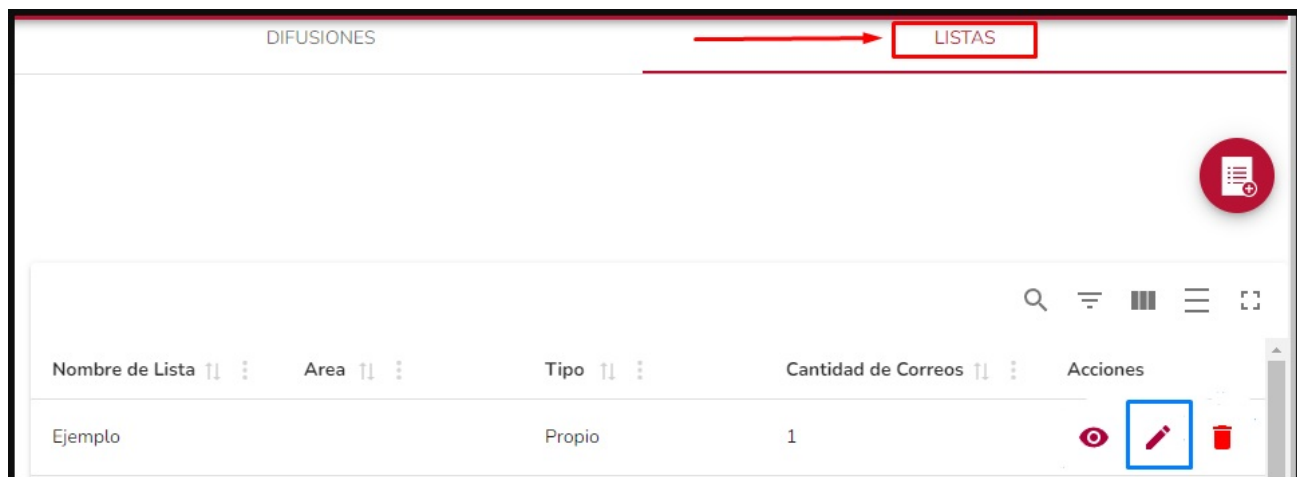 DIFUSIONES LISTAS
Nombre de Lista Area Tipo Cantidad de Correos Acciones
Ejemplo Propio 1